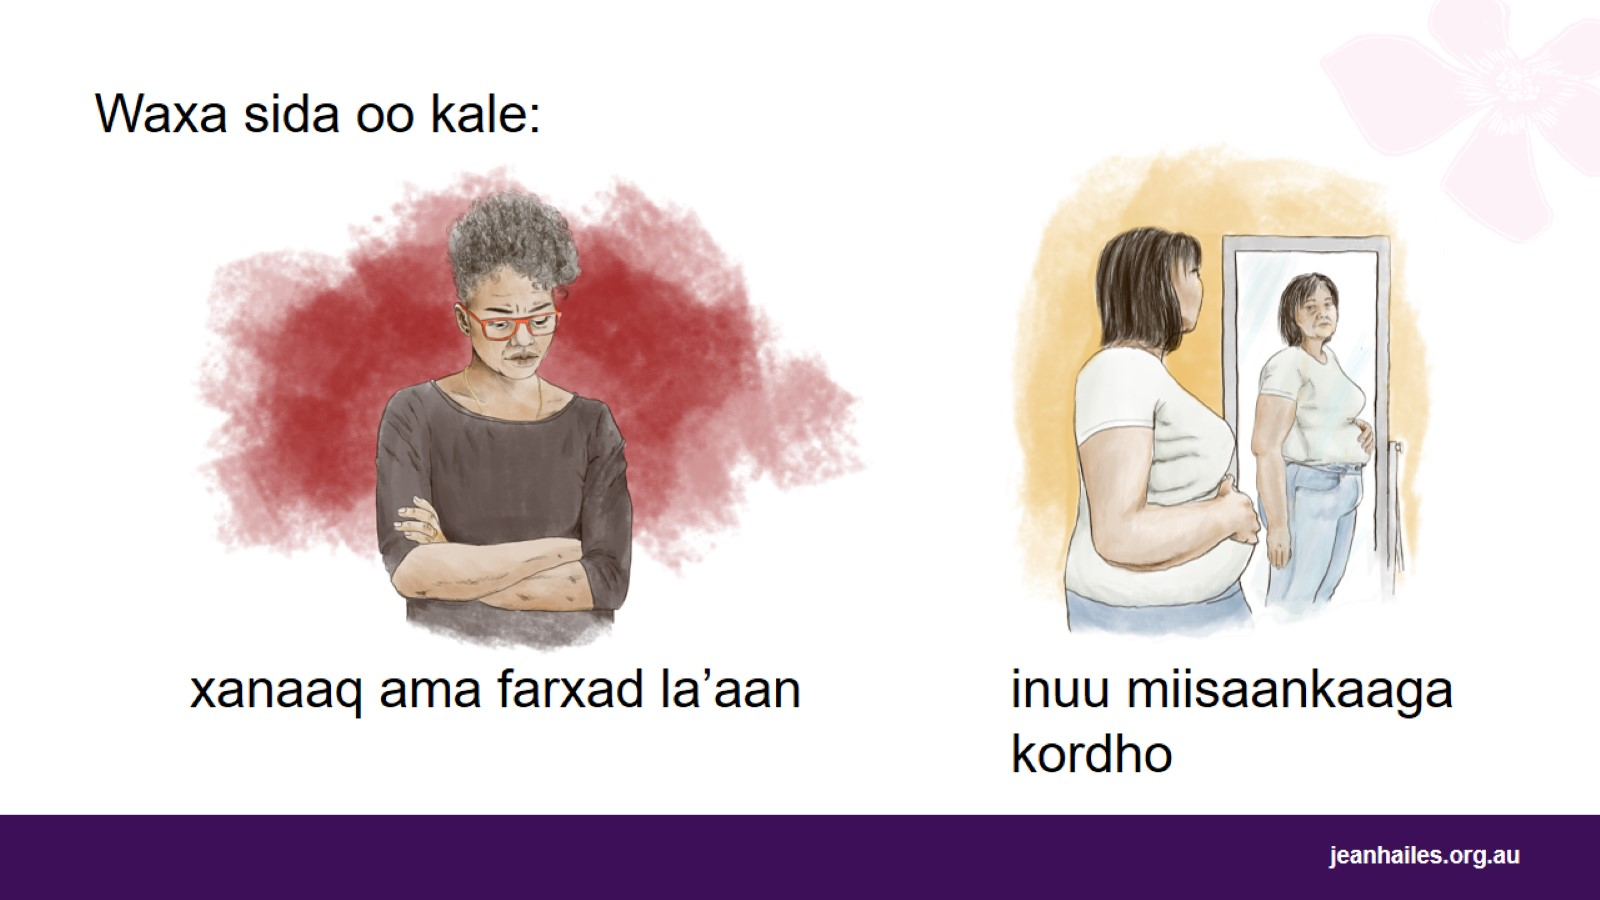 Waxa sida oo kale:
xanaaq ama farxad la’aan
inuu miisaankaaga
kordho
jeanhailes.org.au